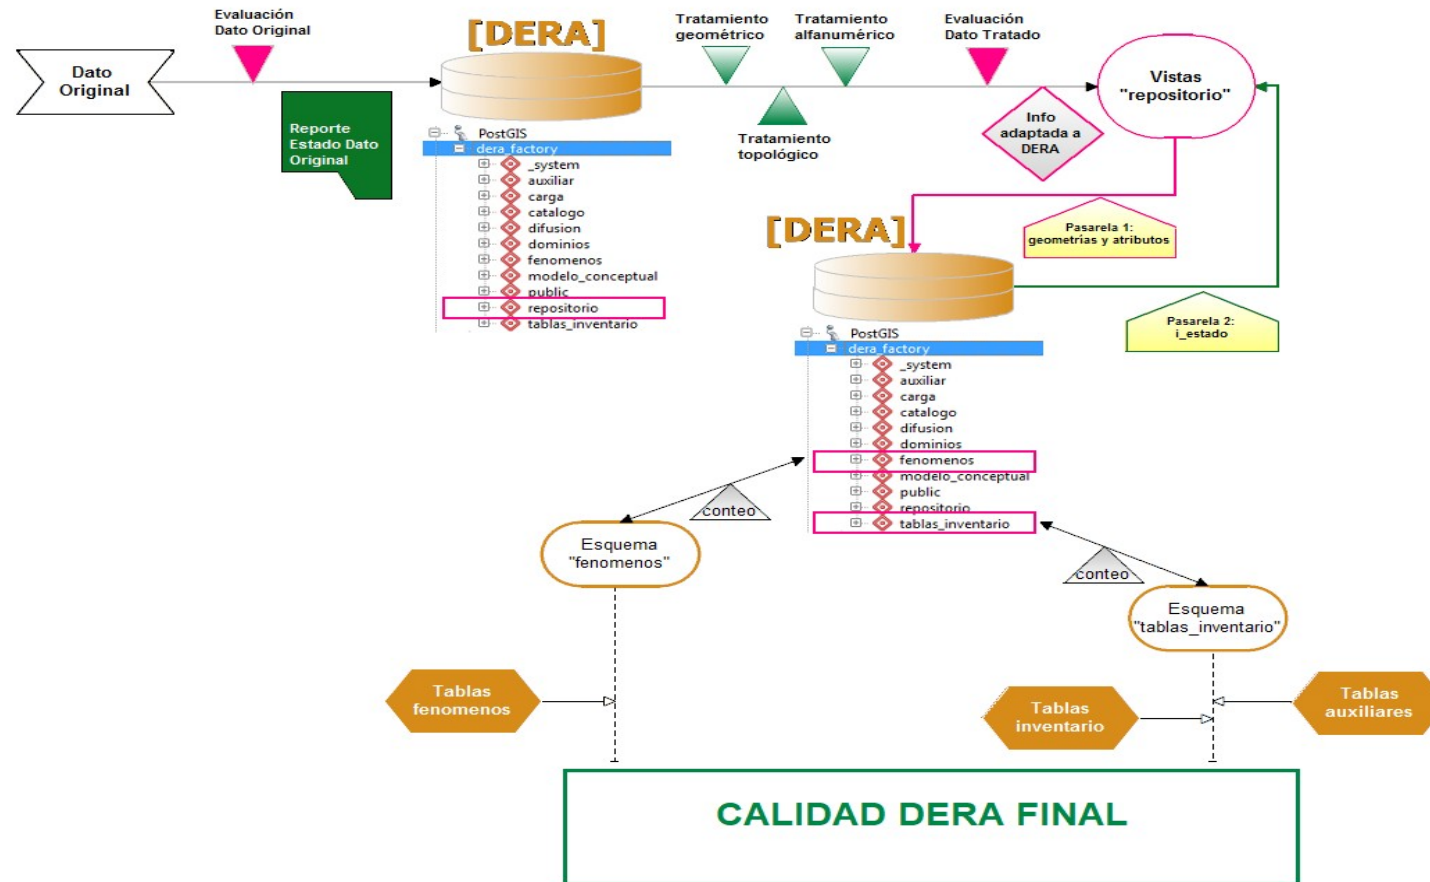 Evaluación
Dato Original
[DERA]
Tratamiento
geométrico
Tratamiento
alfanumérico
Evaluación
Dato Tratado
Dato
Original
Vistas
"repositorio"
Reporte
Estado Dato
Original
Tratamiento
topológico
Info
adaptada a
DERA
PostGIS
dera_factory
_system
auxiliar
carga
catalogo
difusion
dominios
fenomenos
modelo_conceptual
public
repositorio
tablas_inventario
[DERA]
Pasarela 1:
geometrías y atributos
Pasarela 2:
i_estado
PostGIS
dera_factory
_system
auxiliar
carga
catalogo
difusion
dominios
fenomenos
modelo_conceptual
public
repositorio
tablas_inventario
conteo
Esquema
"fenomenos"
conteo
Esquema
"tablas_inventario"
Tablas
fenomenos
Tablas
inventario
Tablas
auxiliares
CALIDAD DERA FINAL